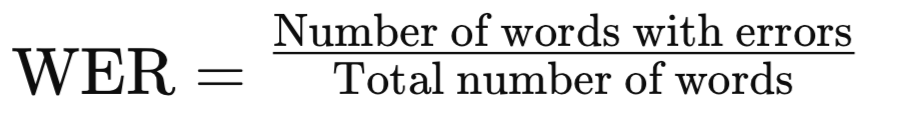 WER = Number of words with errors
Total number of words